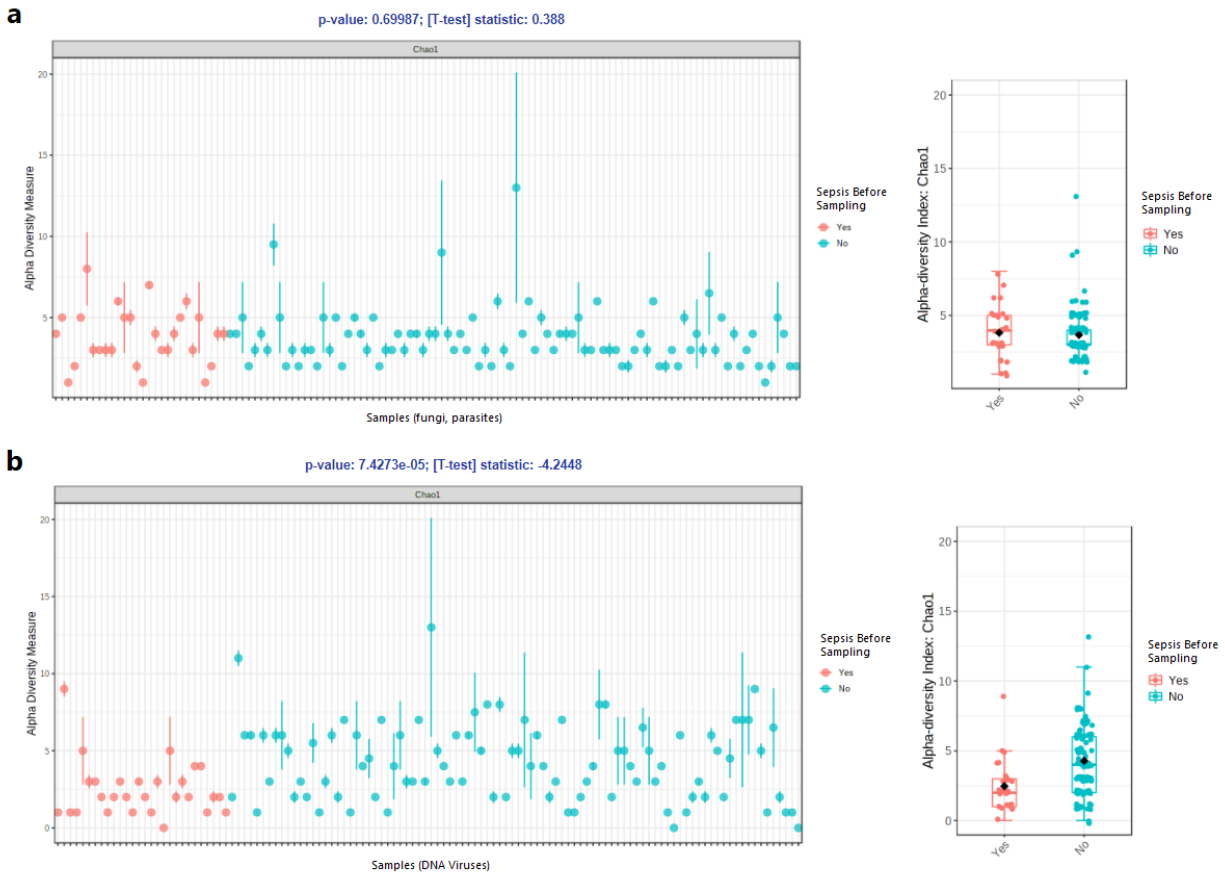 a
p-value: 0.69987; [T-test] statistic: 0.388
Chao1
20
15
10
5
Alpha Diversity Measure
Samples (fungi, parasites)
Sepsis Before
Sampling
Yes
No
20
15
10
5
0
Alpha-diversity Index: Chao1
Yes
No
Sepsis Before
Sampling
Yes
No
b
p-value: 7.4273e-05; [T-test] statistic: -4.2448
Chao1
20
15
10
5
0
Alpha Diversity Measure
Samples (DNA Viruses)
Sepsis Before
Sampling
Yes
No
20
15
10
5
0
Alpha-diversity Index: Chao1
Yes
No
Sepsis Before
Sampling
Yes
No